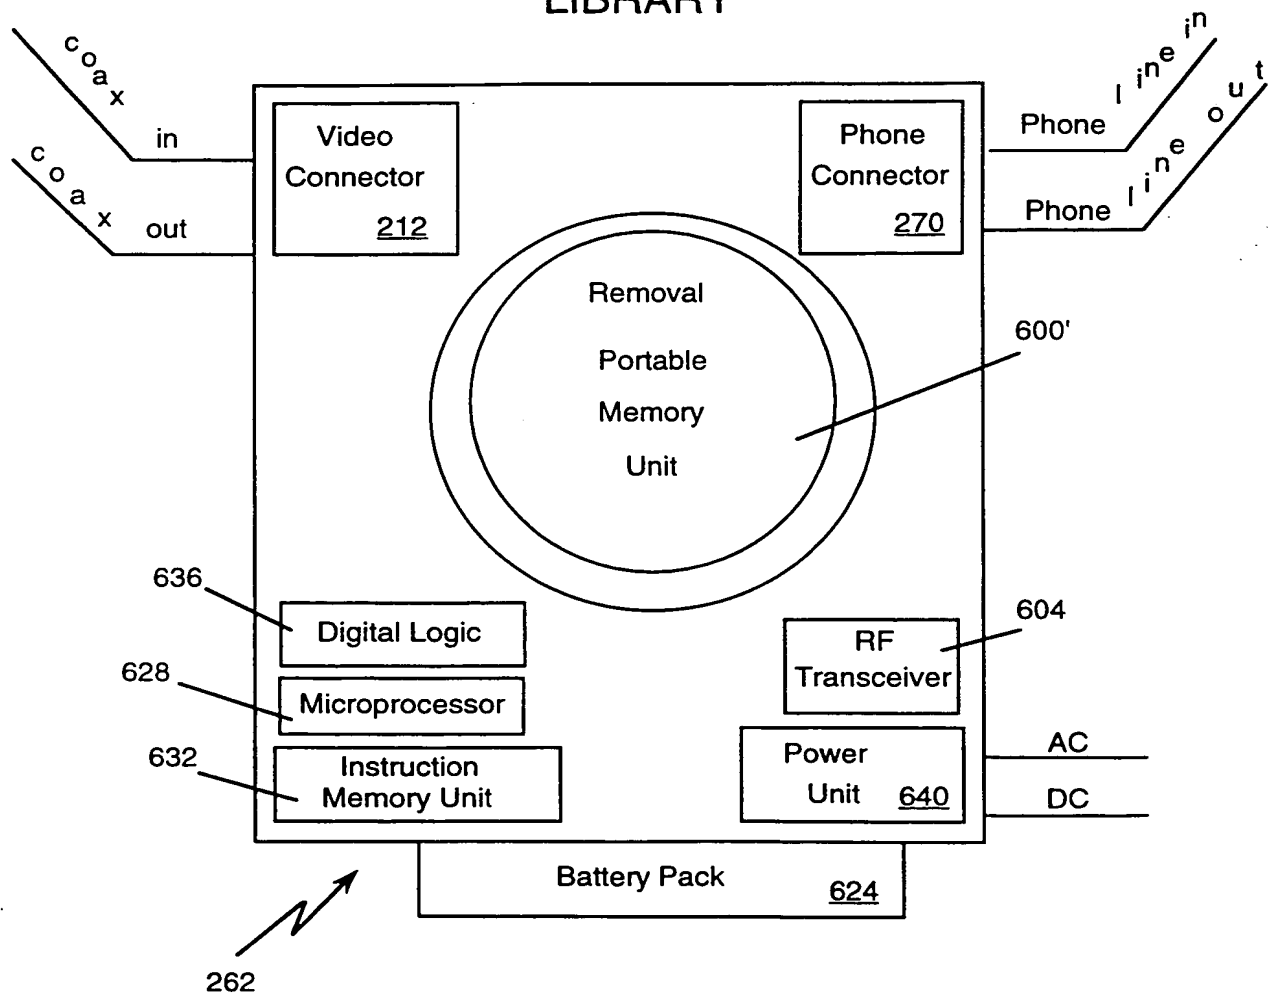 LIBRARY
coax in
coax out
Video
Connector
212
Phone
Connector
270
Phone line in
Phone line out
Removal
Portable
Memory
Unit
600'
636
Digital Logic
628
Microprocessor
632
Instruction
Memory Unit
RF
Transceiver
604
Power
Unit 640
AC
DC
Battery Pack 624
262